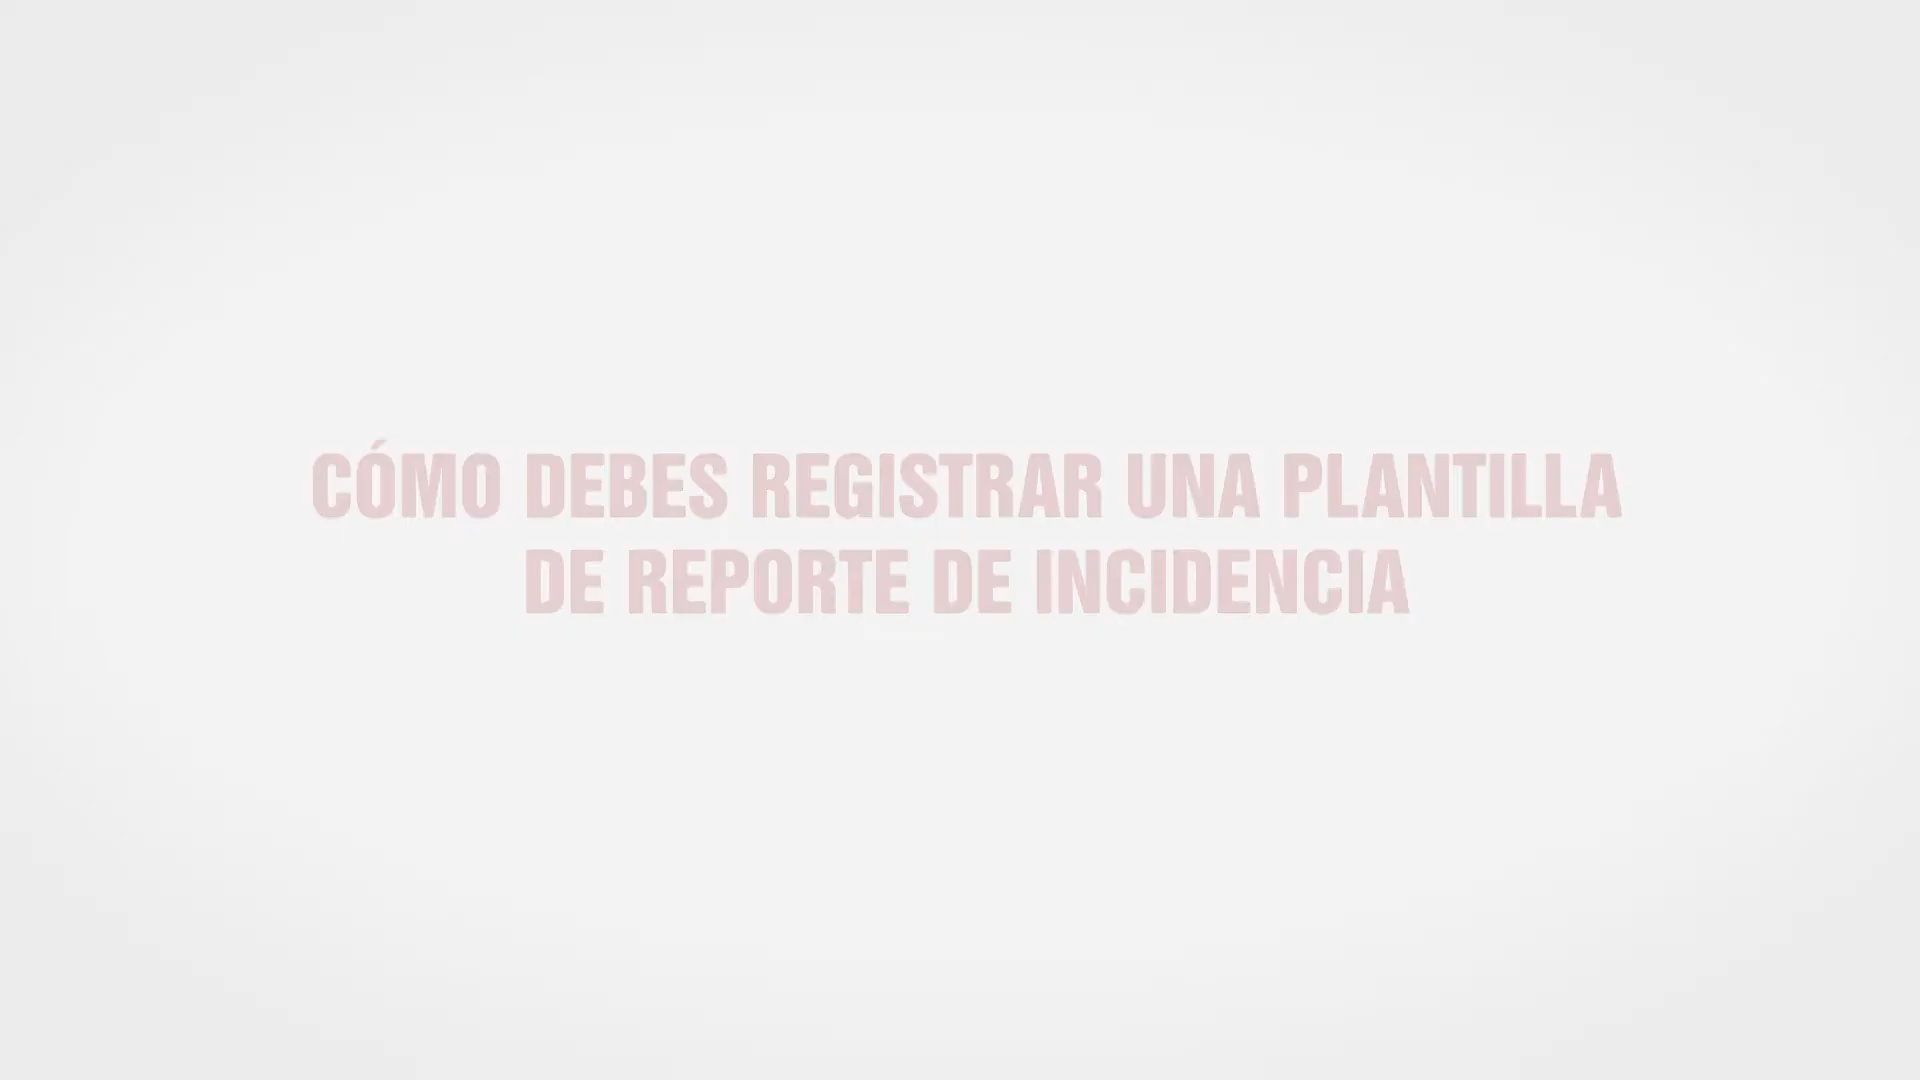 CÓMO DEBES REGISTRAR UNA PLANTILLA
DE REPORTE DE INCIDENCIA